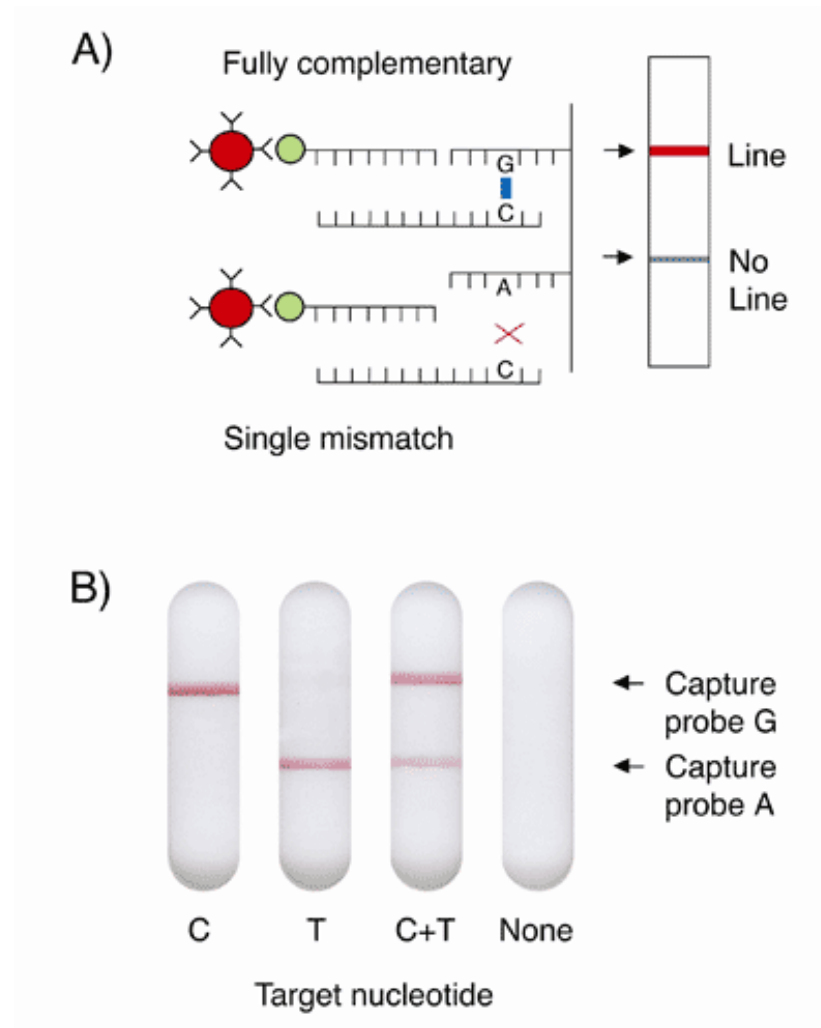 A)
Fully complementary
G
C
Line
A
C
No
Line
Single mismatch
B)
Capture
probe G
Capture
probe A
C
T
C+T
None
Target nucleotide